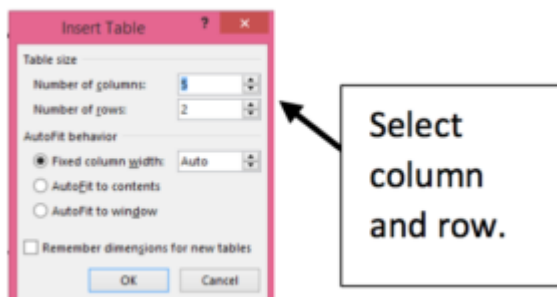 Insert Table ?
Table size
Number of columns: 5
Number of rows: 2
AutoFit behavior
Fixed column width: Auto
AutoFit to contents
AutoFit to window
Remember dimensions for new tables
OK Cancel
Select
column
and row.